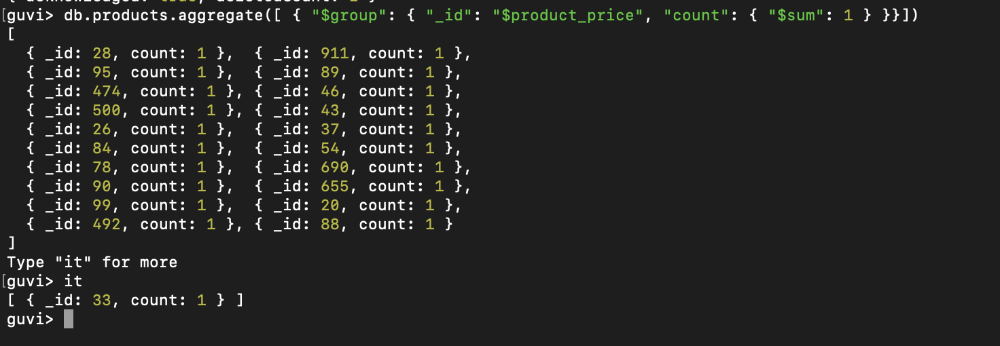 guvi> db.products.aggregate([ { "$group": { "_id": "$product_price", "count": { "$sum": 1 } }}])
[
  { _id: 28, count: 1 },  { _id: 911, count: 1 },
  { _id: 95, count: 1 },  { _id: 89, count: 1 },
  { _id: 474, count: 1 }, { _id: 46, count: 1 },
  { _id: 500, count: 1 }, { _id: 43, count: 1 },
  { _id: 26, count: 1 },  { _id: 37, count: 1 },
  { _id: 84, count: 1 },  { _id: 54, count: 1 },
  { _id: 78, count: 1 },  { _id: 690, count: 1 },
  { _id: 90, count: 1 },  { _id: 655, count: 1 },
  { _id: 99, count: 1 },  { _id: 20, count: 1 },
  { _id: 492, count: 1 }, { _id: 88, count: 1 }
]
Type "it" for more
guvi> it
[ { _id: 33, count: 1 } ]
guvi>